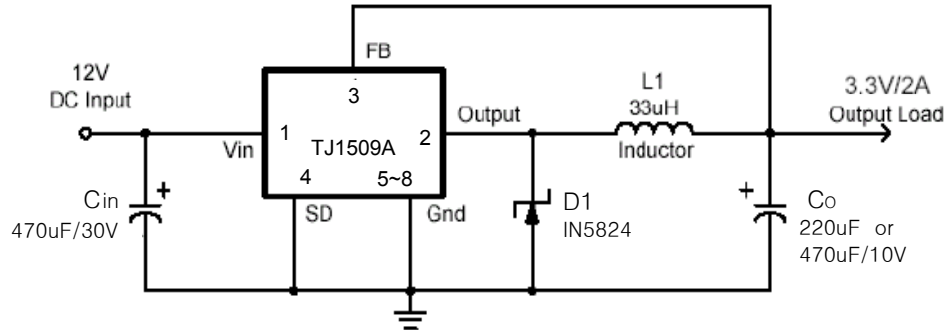 FB
12V
DC Input
3
L1
33uH
Inductor
3.3V/2A
Output Load
Output
Vin
1
TJ1509A
2
4
5~8
SD
Gnd
Cin
470uF/30V
+
D1
IN5824
+
Co
220uF or
470uF/10V